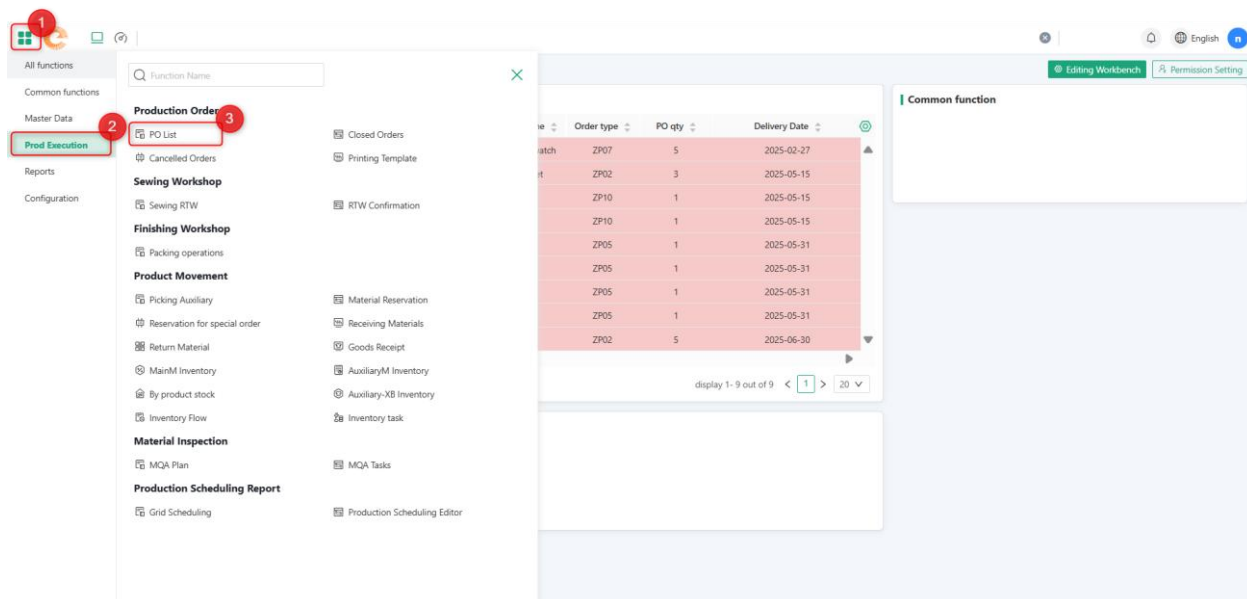 1
English
n
All functions
Common functions
Master Data
2
Prod Execution
Reports
Configuration
Function Name
Production Order
3
PO List
Closed Orders
Cancelled Orders
Printing Template
Sewing Workshop
Sewing RTW
RTW Confirmation
Finishing Workshop
Packing operations
Product Movement
Picking Auxiliary
Material Reservation
Reservation for special order
Receiving Materials
Return Material
Goods Receipt
MainM Inventory
AuxiliaryM Inventory
By product stock
Auxiliary-XB Inventory
Inventory Flow
Inventory task
Material Inspection
MQA Plan
MQA Tasks
Production Scheduling Report
Grid Scheduling
Production Scheduling Editor
Editing Workbench
Permission Setting
Order type PO qty Delivery Date
ZP07 5 2025-02-27
ZP02 3 2025-05-15
ZP10 1 2025-05-15
ZP10 1 2025-05-15
ZP05 1 2025-05-31
ZP05 1 2025-05-31
ZP05 1 2025-05-31
ZP05 1 2025-05-31
ZP02 5 2025-06-30
display 1- 9 out of 9 < 1 > 20
Common function